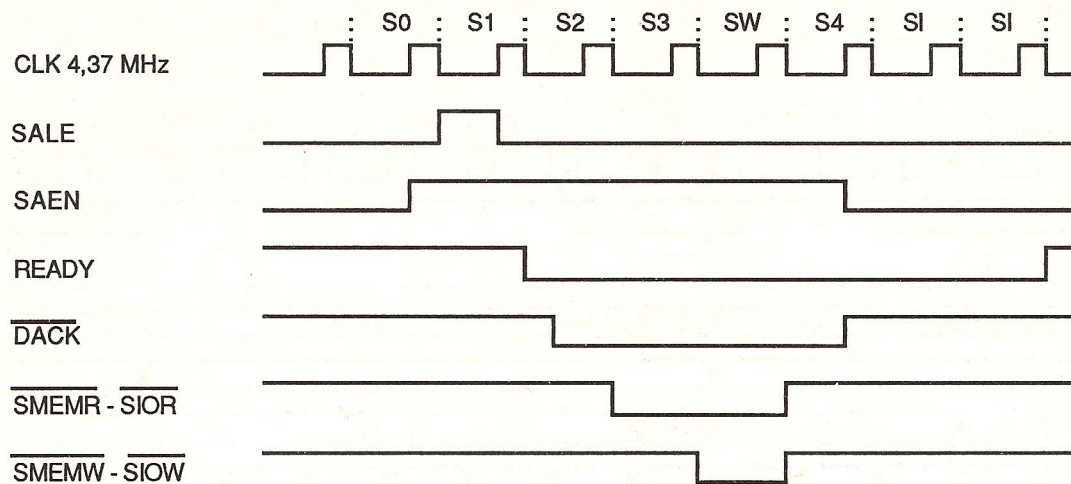 S0 S1 S2 S3 SW S4 SI SI
CLK 4,37 MHz
SALE
SAEN
READY
DACK
SMEMR - SIOR
SMEMW - SIOW